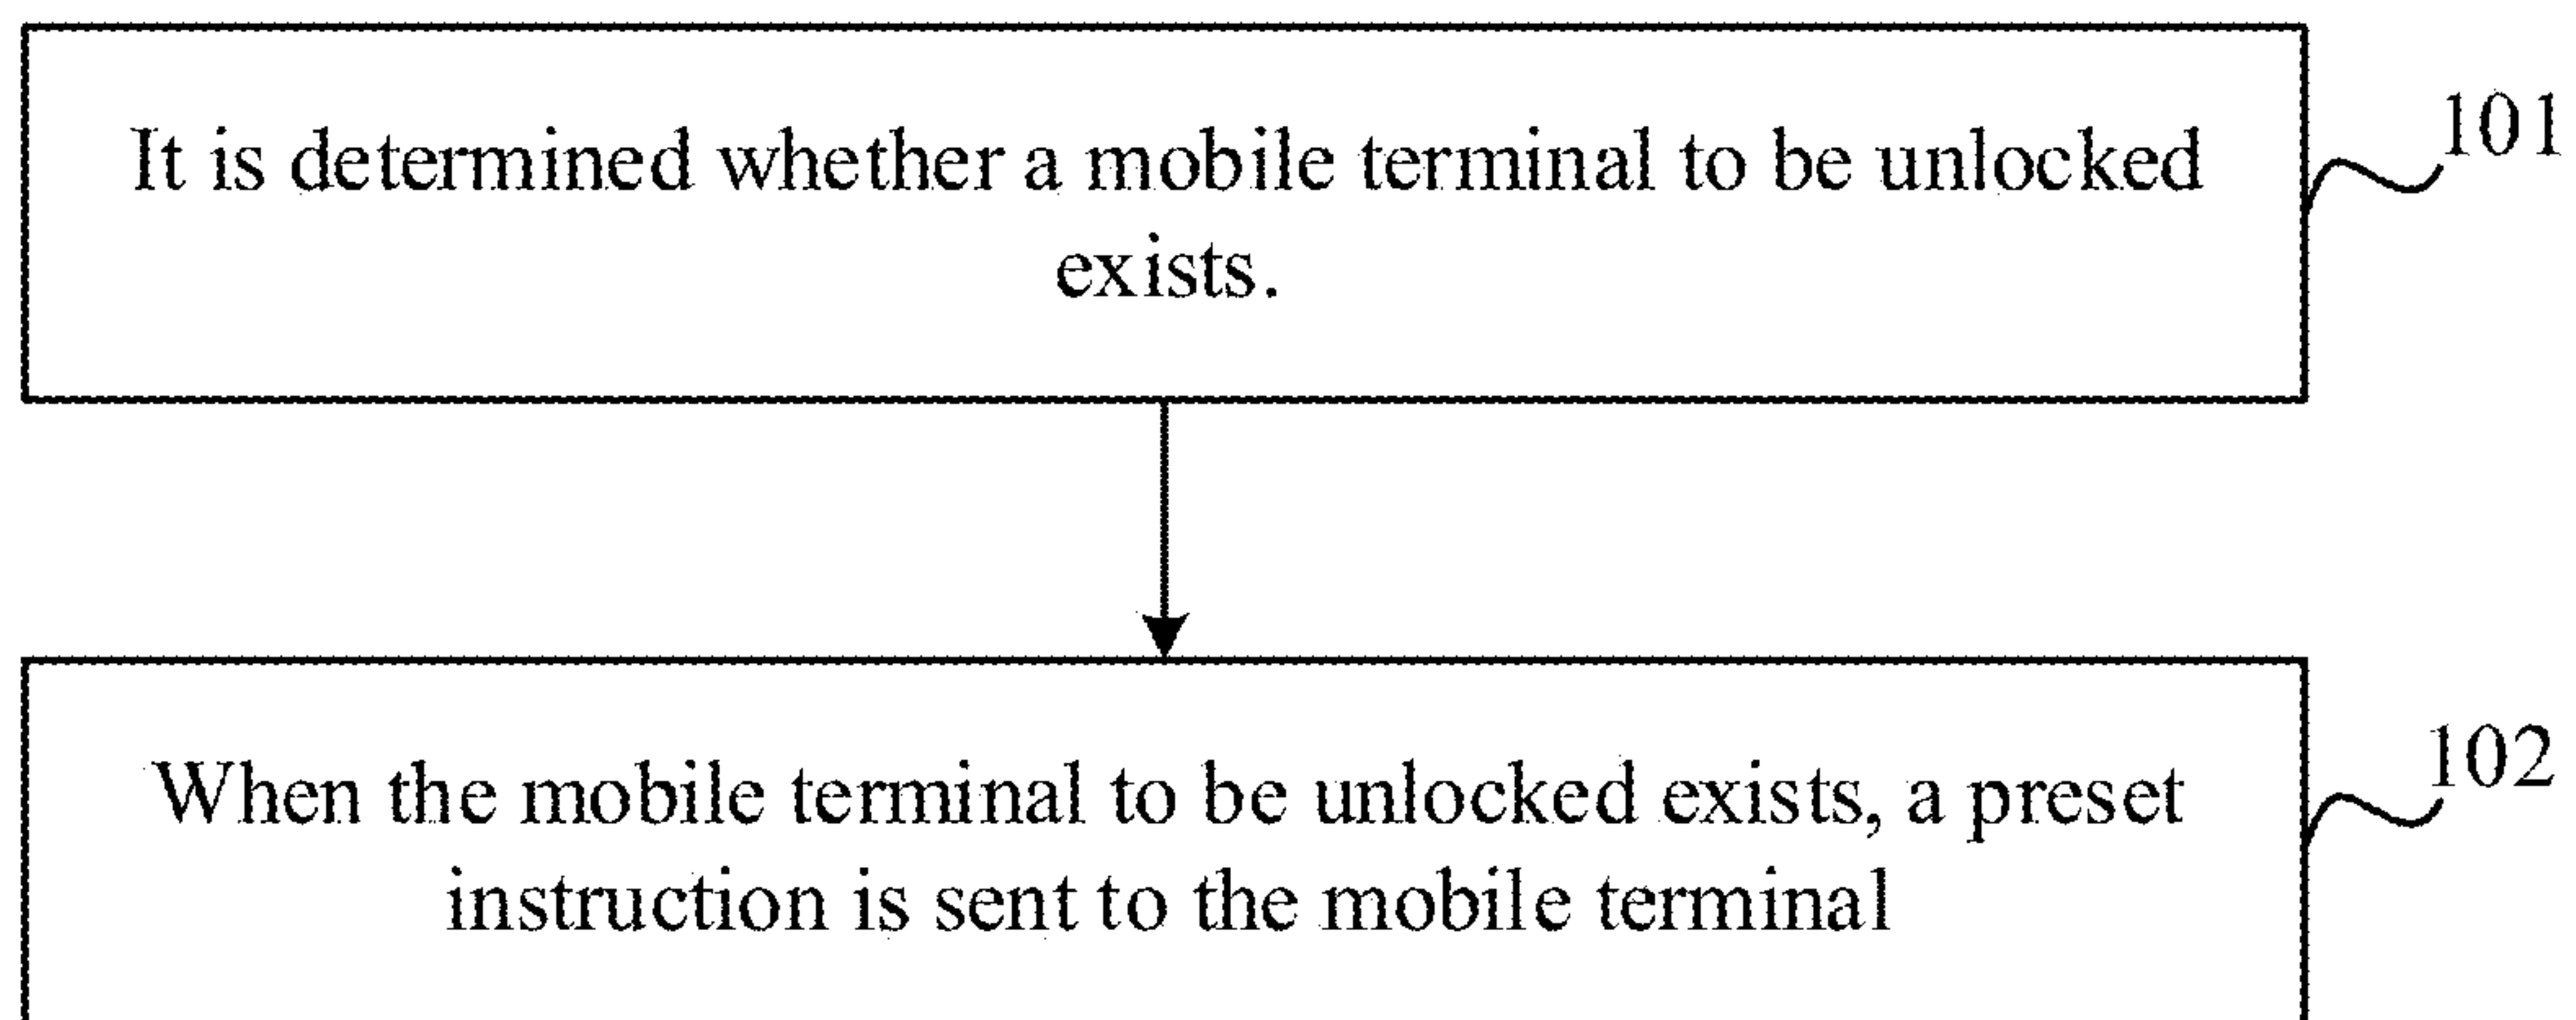 It is determined whether a mobile terminal to be unlocked
exists.
101
When the mobile terminal to be unlocked exists, a preset
instruction is sent to the mobile terminal
102